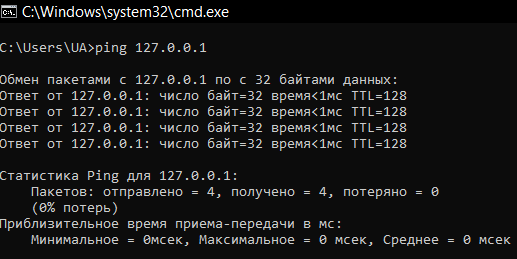 C:\Windows\system32\cmd.exe
C:\Users\UA>ping 127.0.0.1
Обмен пакетами с 127.0.0.1 по с 32 байтами данных:
Ответ от 127.0.0.1: число байт=32 время<1мс TTL=128
Ответ от 127.0.0.1: число байт=32 время<1мс TTL=128
Ответ от 127.0.0.1: число байт=32 время<1мс TTL=128
Ответ от 127.0.0.1: число байт=32 время<1мс TTL=128
Статистика Ping для 127.0.0.1:
Пакетов: отправлено = 4, получено = 4, потеряно = 0
(0% потерь)
Приблизительное время приема-передачи в мс:
Минимальное = 0мсек, Максимальное = 0 мсек, Среднее = 0 мсек